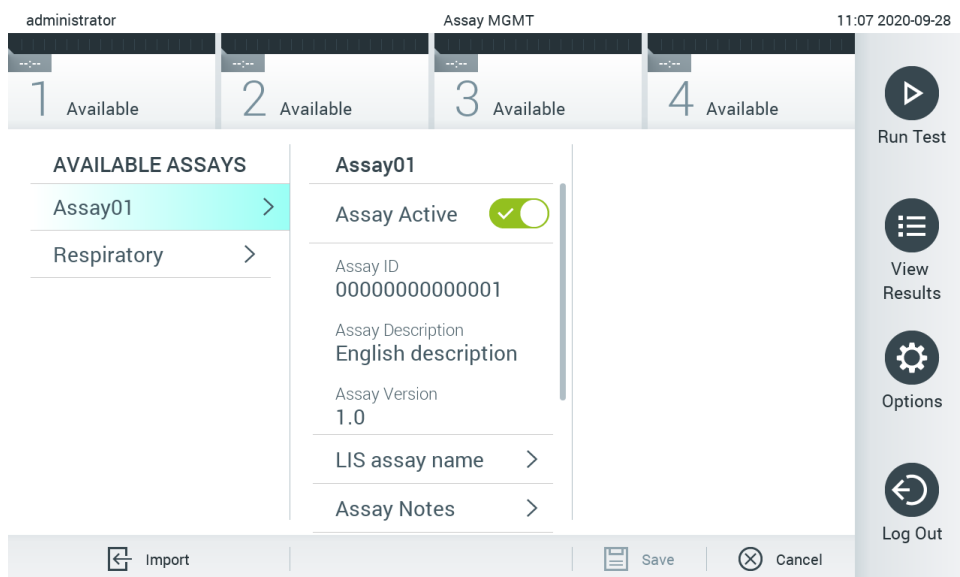 administrator
Assay MGMT
11:07 2020-09-28
--:--
--:--
--:--
--:--
1 Available
2 Available
3 Available
4 Available
Run Test
View
Results
Options
Log Out
AVAILABLE ASSAYS
Assay01
Respiratory
Assay01
Assay Active
Assay ID
00000000000001
Assay Description
English description
Assay Version
1.0
LIS assay name
Assay Notes
Import
Save
Cancel